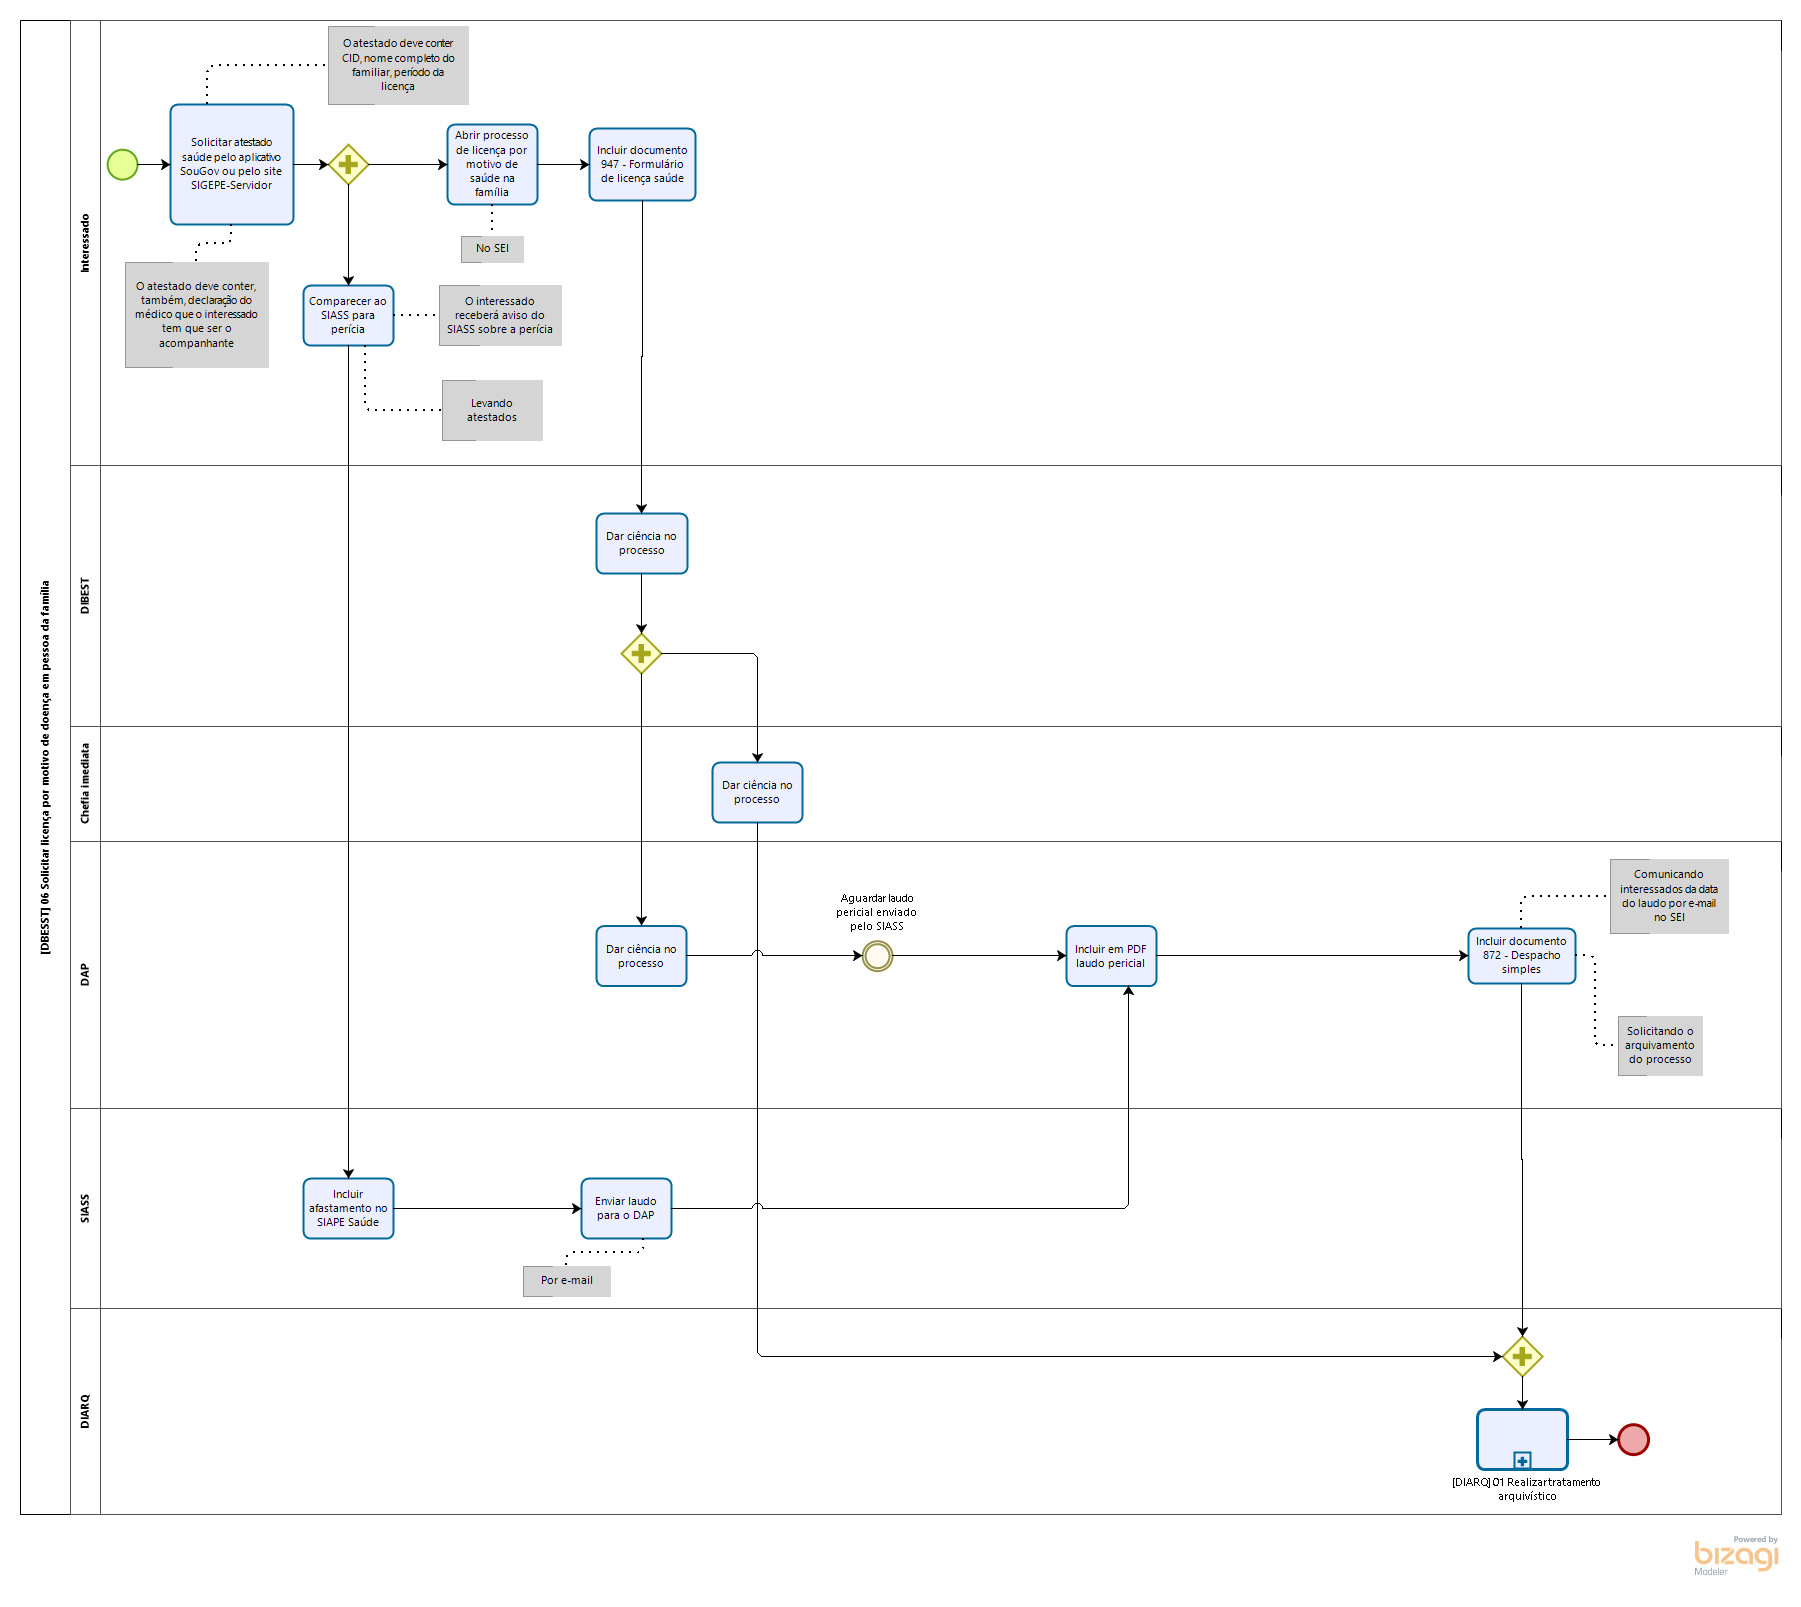 [DBESST] 06 Solicitar licença por motivo de doença em pessoa da família
Interessado
O atestado deve conter
CID, nome completo do
familiar, período da
licença
Solicitar atestado
saúde pelo aplicativo
SouGov ou pelo site
SIGEPE-Servidor
Abrir processo
de licença por
motivo de
saúde na
família
Incluir documento
947 - Formulário
de licença saúde
No SEI
O atestado deve conter,
também, declaração do
médico que o interessado
tem que ser o
acompanhante
Comparecer ao
SIASS para
perícia
O interessado
receberá aviso do
SIASS sobre a perícia
Levando
atestados
DIBEST
Dar ciência no
processo
Chefia imediata
Dar ciência no
processo
DAP
Dar ciência no
processo
Aguardar laudo
pericial enviado
pelo SIASS
Incluir em PDF
laudo pericial
Incluir documento
872 - Despacho
simples
Comunicando
interessados da data
do laudo por e-mail
no SEI
Solicitando o
arquivamento
do processo
SIASS
Incluir
afastamento no
SIAPE Saúde
Enviar laudo
para o DAP
Por e-mail
DIARQ
[DIARQ] 01 Realizar tratamento
arquivístico
Powered by
bizagi
Modeler